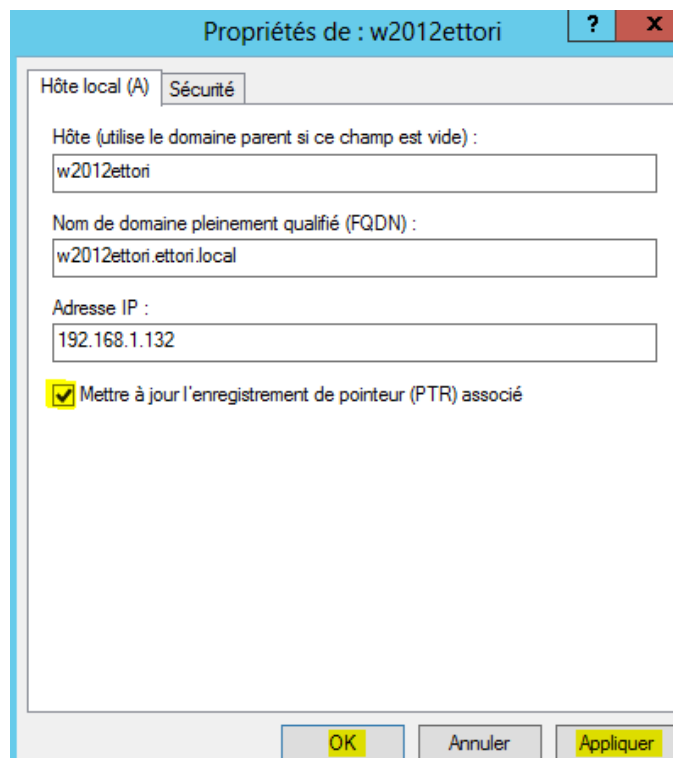 Propriétés de : w2012ettori
? x
Hôte local (A) Sécurité
Hôte (utilise le domaine parent si ce champ est vide) :
w2012ettori
Nom de domaine pleinement qualifié (FQDN) :
w2012ettori.ettori.local
Adresse IP :
192.168.1.132
Mettre à jour l'enregistrement de pointeur (PTR) associé
OK Annuler Appliquer